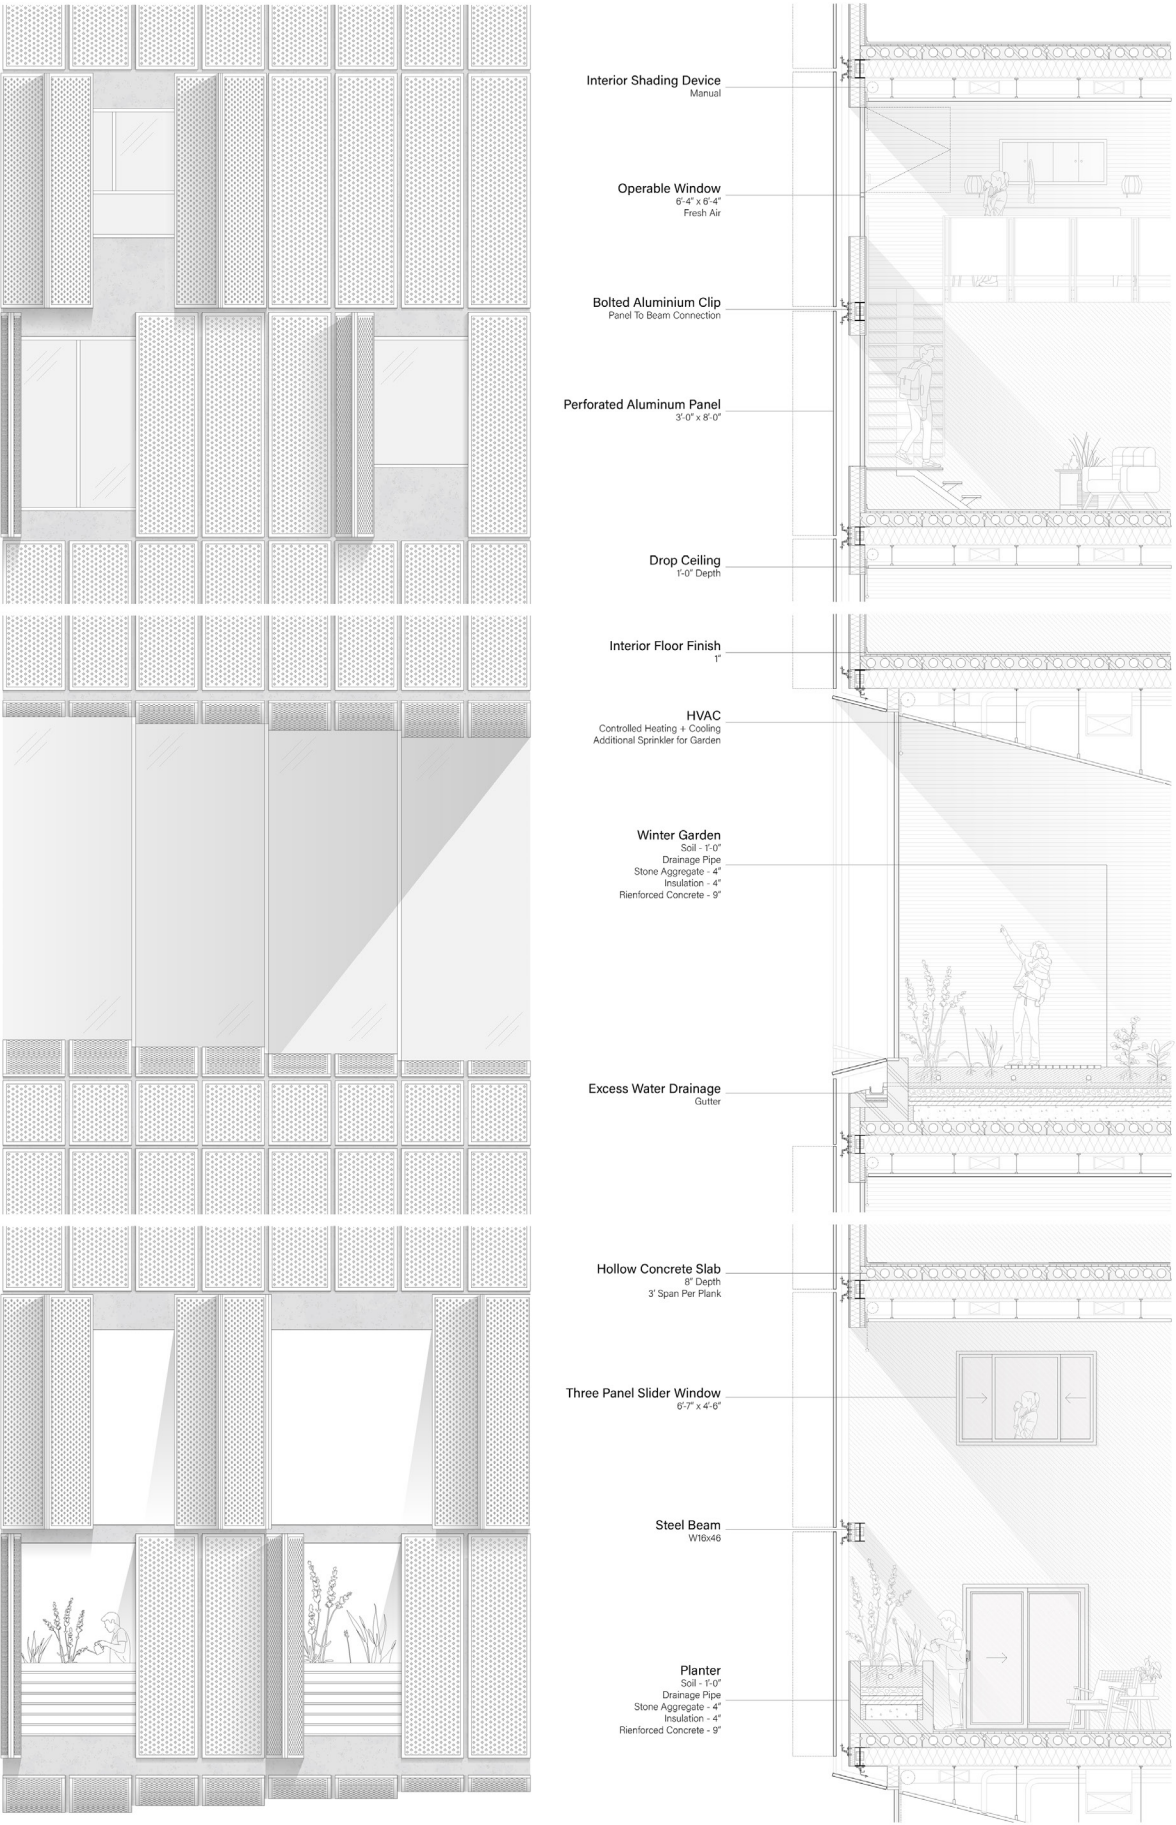 Interior Shading Device
Manual
Operable Window
6'-4" x 6'-4"
Fresh Air
Bolted Aluminium Clip
Panel To Beam Connection
Perforated Aluminum Panel
3'-0" x 8'-0"
Drop Ceiling
1'-0" Depth
Interior Floor Finish
1"
HVAC
Controlled Heating + Cooling
Additional Sprinkler for Garden
Winter Garden
Soil - 1'-0"
Drainage Pipe
Stone Aggregate - 4"
Insulation - 4"
Rienforced Concrete - 9"
Excess Water Drainage
Gutter
Hollow Concrete Slab
8" Depth
3' Span Per Plank
Three Panel Slider Window
6'-7" x 4'-6"
Steel Beam
W16x46
Planter
Soil - 1'-0"
Drainage Pipe
Stone Aggregate - 4"
Insulation - 4"
Rienforced Concrete - 9"